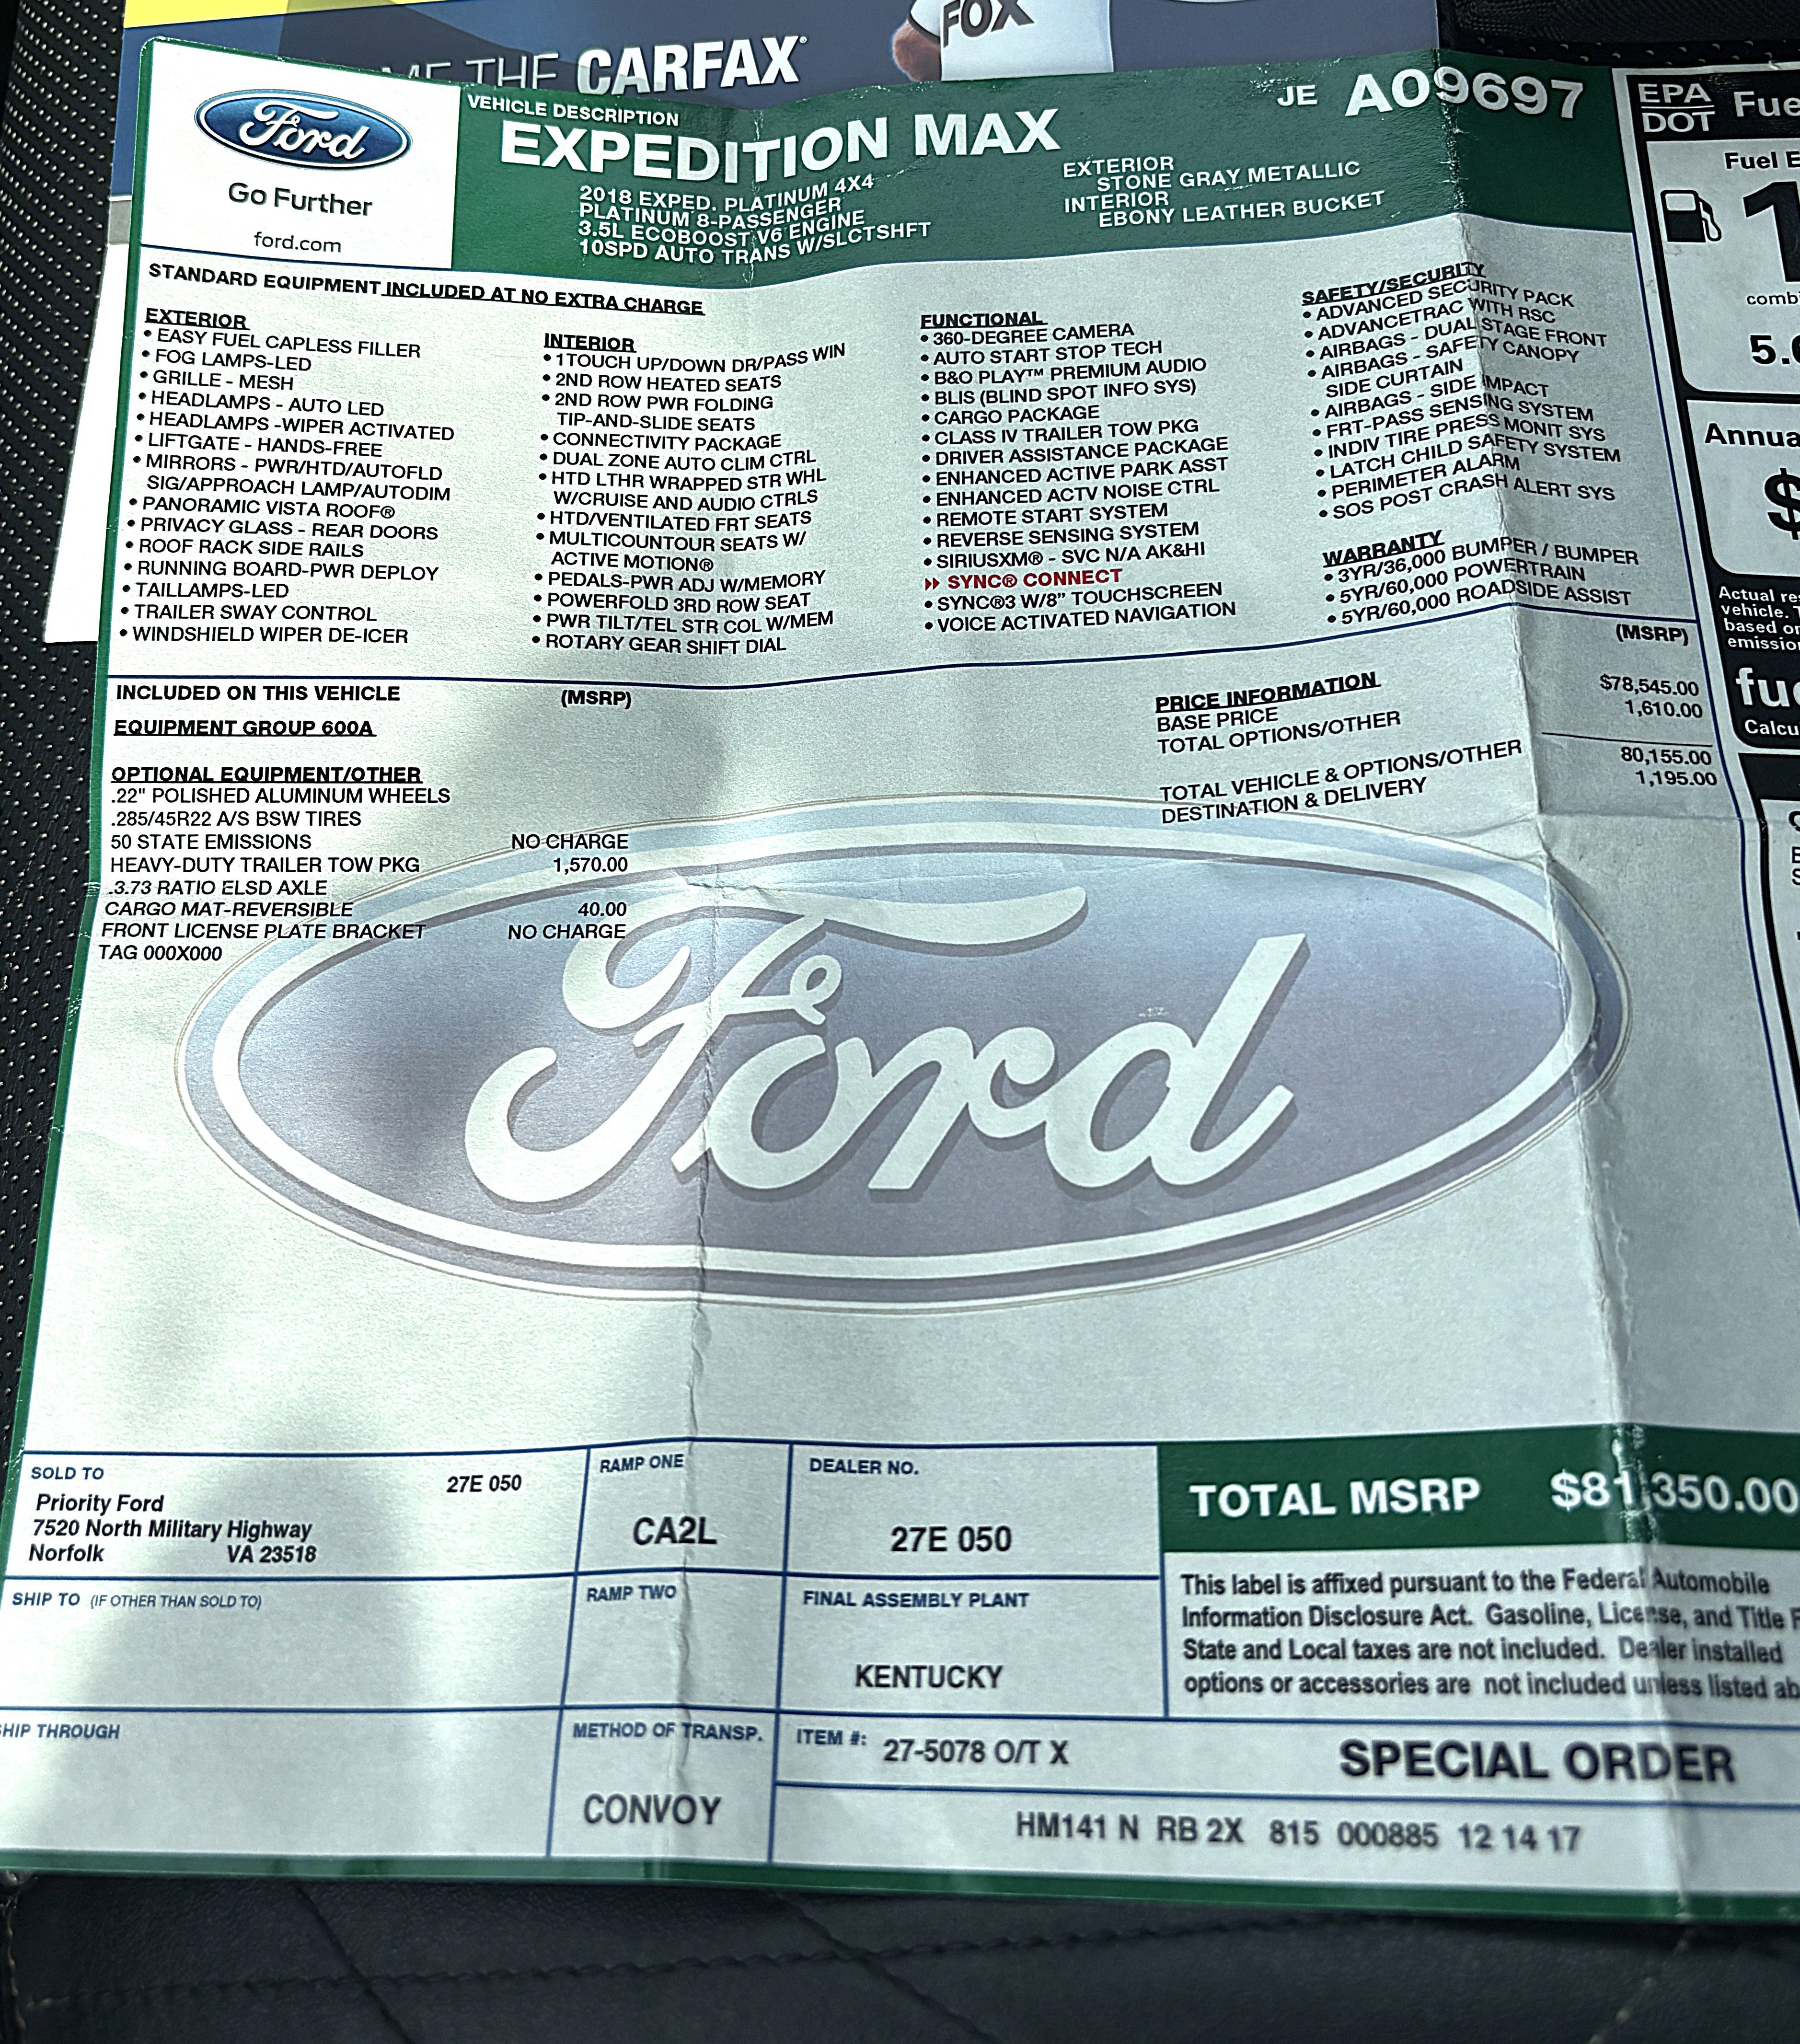 THE CARFAX
FOX
Ford
Go Further
ford.com
VEHICLE DESCRIPTION
EXPEDITION MAX
2018 EXPED. PLATINUM 4X4
PLATINUM 8-PASSENGER
3.5L ECOBOOST V6 ENGINE
10SPD AUTO TRANS W/SLCTSHFT
JE A09697
EXTERIOR
STONE GRAY METALLIC
INTERIOR
EBONY LEATHER BUCKET
STANDARD EQUIPMENT INCLUDED AT NO EXTRA CHARGE
EXTERIOR
• EASY FUEL CAPLESS FILLER
• FOG LAMPS-LED
• GRILLE - MESH
• HEADLAMPS - AUTO LED
• HEADLAMPS -WIPER ACTIVATED
• LIFTGATE - HANDS-FREE
• MIRRORS - PWR/HTD/AUTOFLD
SIG/APPROACH LAMP/AUTODIM
• PANORAMIC VISTA ROOF®
• PRIVACY GLASS - REAR DOORS
• ROOF RACK SIDE RAILS
• RUNNING BOARD-PWR DEPLOY
• TAILLAMPS-LED
• TRAILER SWAY CONTROL
• WINDSHIELD WIPER DE-ICER
INTERIOR
• 1TOUCH UP/DOWN DR/PASS WIN
• 2ND ROW HEATED SEATS
• 2ND ROW PWR FOLDING
TIP-AND-SLIDE SEATS
• CONNECTIVITY PACKAGE
• DUAL ZONE AUTO CLIM CTRL
• HTD LTHR WRAPPED STR WHL
W/CRUISE AND AUDIO CTRLS
• HTD/VENTILATED FRT SEATS
• MULTICOUNTOUR SEATS W/
ACTIVE MOTION®
• PEDALS-PWR ADJ W/MEMORY
• POWERFOLD 3RD ROW SEAT
• PWR TILT/TEL STR COL W/MEM
• ROTARY GEAR SHIFT DIAL
FUNCTIONAL
• 360-DEGREE CAMERA
• AUTO START STOP TECH
• B&O PLAY™ PREMIUM AUDIO
• BLIS (BLIND SPOT INFO SYS)
• CARGO PACKAGE
• CLASS IV TRAILER TOW PKG
• DRIVER ASSISTANCE PACKAGE
• ENHANCED ACTIVE PARK ASST
• ENHANCED ACTV NOISE CTRL
• REMOTE START SYSTEM
• REVERSE SENSING SYSTEM
• SIRIUSXM® - SVC N/A AK&HI
SYNC® CONNECT
• SYNC®3 W/8" TOUCHSCREEN
• VOICE ACTIVATED NAVIGATION
SAFETY/SECURITY
• ADVANCED SECURITY PACK
• ADVANCETRAC WITH RSC
• AIRBAGS - DUAL STAGE FRONT
• AIRBAGS - SAFETY CANOPY
SIDE CURTAIN
• AIRBAGS - SIDE IMPACT
• FRT-PASS SENSING SYSTEM
• INDIV TIRE PRESS MONIT SYS
• LATCH CHILD SAFETY SYSTEM
• PERIMETER ALARM
• SOS POST CRASH ALERT SYS
WARRANTY
• 3YR/36,000 BUMPER / BUMPER
• 5YR/60,000 POWERTRAIN
• 5YR/60,000 ROADSIDE ASSIST
INCLUDED ON THIS VEHICLE (MSRP)
EQUIPMENT GROUP 600A
OPTIONAL EQUIPMENT/OTHER
.22" POLISHED ALUMINUM WHEELS
.285/45R22 A/S BSW TIRES
50 STATE EMISSIONS NO CHARGE
HEAVY-DUTY TRAILER TOW PKG 1,570.00
.3.73 RATIO ELSD AXLE
CARGO MAT-REVERSIBLE 40.00
FRONT LICENSE PLATE BRACKET NO CHARGE
TAG 000X000
PRICE INFORMATION (MSRP)
BASE PRICE $78,545.00
TOTAL OPTIONS/OTHER 1,610.00
TOTAL VEHICLE & OPTIONS/OTHER 80,155.00
DESTINATION & DELIVERY 1,195.00
Ford
SOLD TO 27E 050
Priority Ford
7520 North Military Highway
Norfolk VA 23518
SHIP TO (IF OTHER THAN SOLD TO)
SHIP THROUGH
RAMP ONE
CA2L
RAMP TWO
METHOD OF TRANSP.
CONVOY
DEALER NO.
27E 050
FINAL ASSEMBLY PLANT
KENTUCKY
ITEM #: 27-5078 O/T X
SPECIAL ORDER
HM141 N RB 2X 815 000885 12 14 17
TOTAL MSRP $81,350.00
This label is affixed pursuant to the Federal Automobile
Information Disclosure Act. Gasoline, License, and Title
State and Local taxes are not included. Dealer installed
options or accessories are not included unless listed
EPA
DOT
Fuel
5.
$
Actual
vehicle.
based